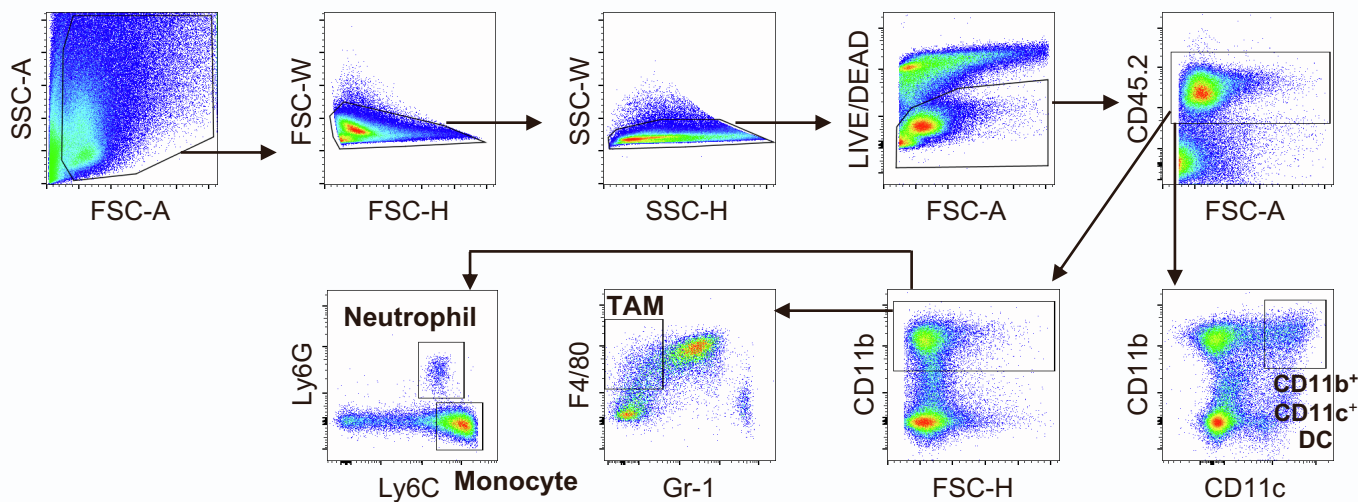 SSC-A
FSC-A
FSC-W
FSC-H
SSC-W
SSC-H
LIVE/DEAD
FSC-A
CD45.2
FSC-A
Neutrophil
Ly6G
Ly6C
Monocyte
TAM
F4/80
Gr-1
CD11b
FSC-H
CD11b
CD11b⁺
CD11c⁺
DC
CD11c